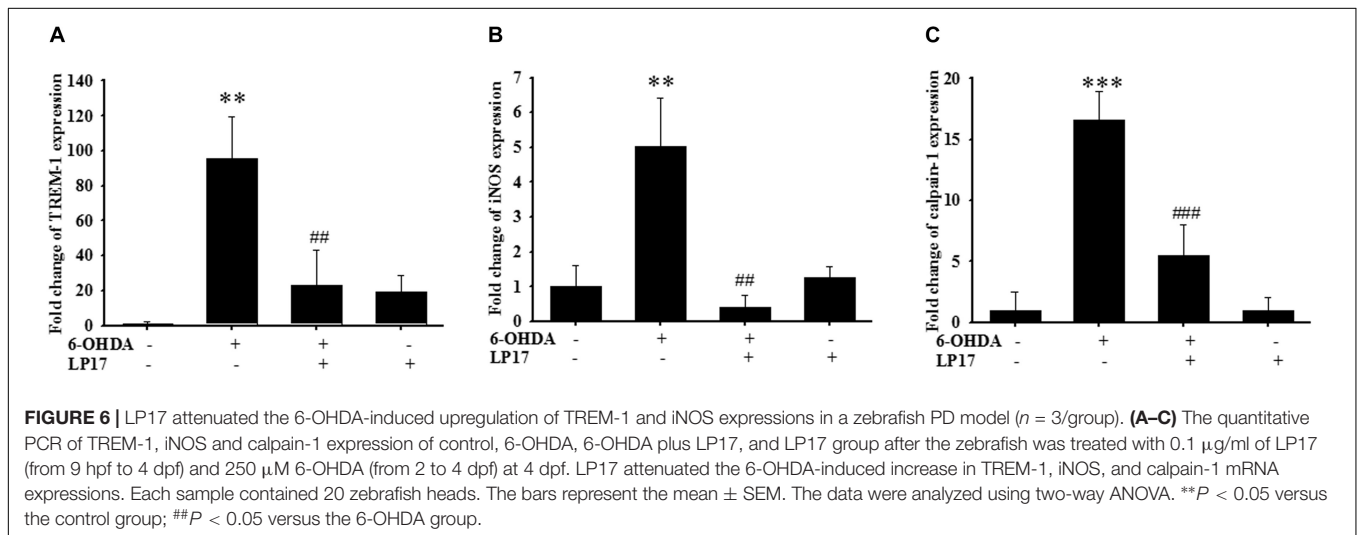 A
B
C
Fold change of TREM-1 expression
140
120
100
80
60
40
20
0
**
##
6-OHDA - + + -
LP17 - - + +
Fold change of iNOS expression
7
6
5
4
3
2
1
0
**
##
6-OHDA - + + -
LP17 - - + +
Fold change of calpain-1 expression
20
15
10
5
0
***
###
6-OHDA - + + -
LP17 - - + +
FIGURE 6 | LP17 attenuated the 6-OHDA-induced upregulation of TREM-1 and iNOS expressions in a zebrafish PD model (n = 3/group). (A–C) The quantitative
PCR of TREM-1, iNOS and calpain-1 expression of control, 6-OHDA, 6-OHDA plus LP17, and LP17 group after the zebrafish was treated with 0.1 μg/ml of LP17
(from 9 hpf to 4 dpf) and 250 μM 6-OHDA (from 2 to 4 dpf) at 4 dpf. LP17 attenuated the 6-OHDA-induced increase in TREM-1, iNOS, and calpain-1 mRNA
expressions. Each sample contained 20 zebrafish heads. The bars represent the mean ± SEM. The data were analyzed using two-way ANOVA. **P < 0.05 versus
the control group; ##P < 0.05 versus the 6-OHDA group.